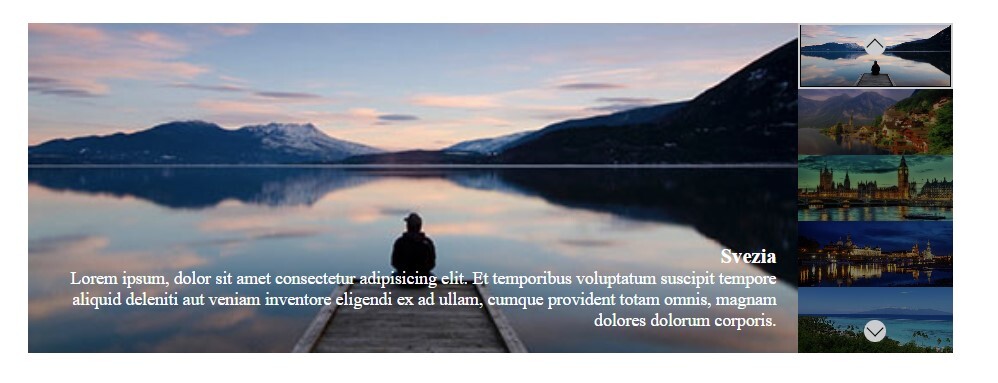 Svezia
Lorem ipsum, dolor sit amet consectetur adipisicing elit. Et temporibus voluptatum suscipit tempore
aliquid deleniti aut veniam inventore eligendi ex ad ullam, cumque provident totam omnis, magnam
dolores dolorum corporis.